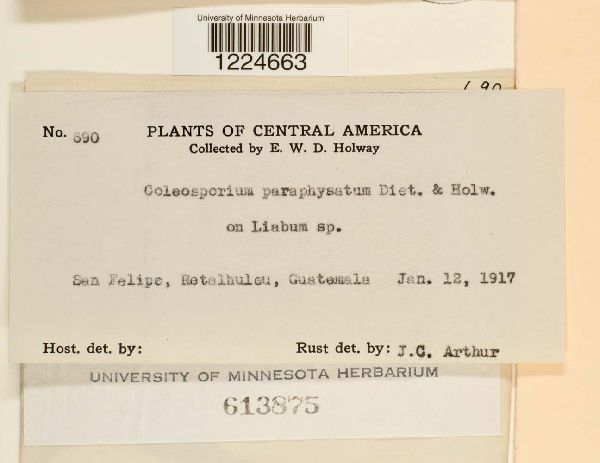 University of Minnesota Herbarium
1224663
690
No. 690 PLANTS OF CENTRAL AMERICA
Collected by E. W. D. Holway
Coleosporium paraphysatum Diet. & Holw.
on Liabum sp.
San Felipe, Retalhuleu, Guatemala Jan. 12, 1917
Host. det. by: Rust det. by: J.C. Arthur
UNIVERSITY OF MINNESOTA HERBARIUM
613875